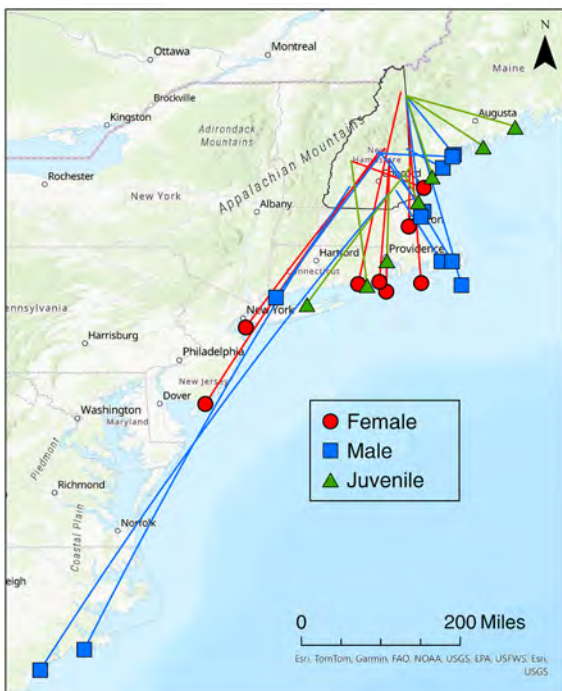 N
Ottawa
Montreal
Maine
Brockville
Kingston
Augusta
Adirondack
Mountains
Appalachian Mountains
New
Hampshire
Rochester
New York
Albany
Hartford
Providence
Connecticut
ennsylvania
New York
Harrisburg
Philadelphia
New Jersey
Dover
Washington
Maryland
Piedmont
Richmond
Coastal Plain
Norfolk
eigh
Female
Male
Juvenile
0
200 Miles
Esri, TomTom, Garmin, FAO, NOAA, USGS, EPA, USFWS, Esri,
USGS